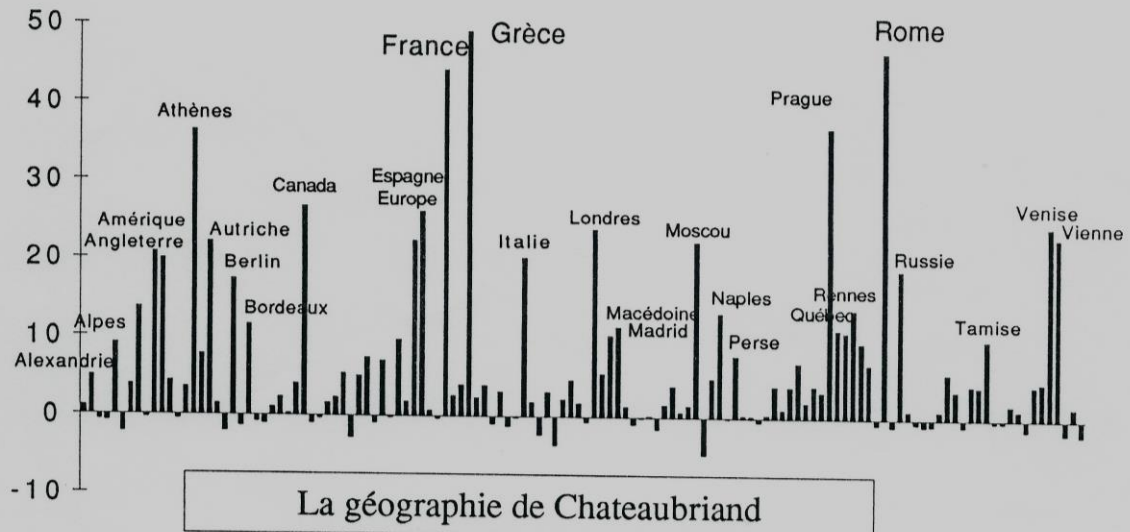 50
40
30
20
10
0
-10
France
Grèce
Rome
Athènes
Prague
Canada
Espagne
Europe
Amérique
Angleterre
Autriche
Londres
Moscou
Venise
Vienne
Italie
Berlin
Russie
Bordeaux
Alpes
Alexandrie
Macédoine
Madrid
Naples
Perse
Rennes
Québec
Tamise
La géographie de Chateaubriand